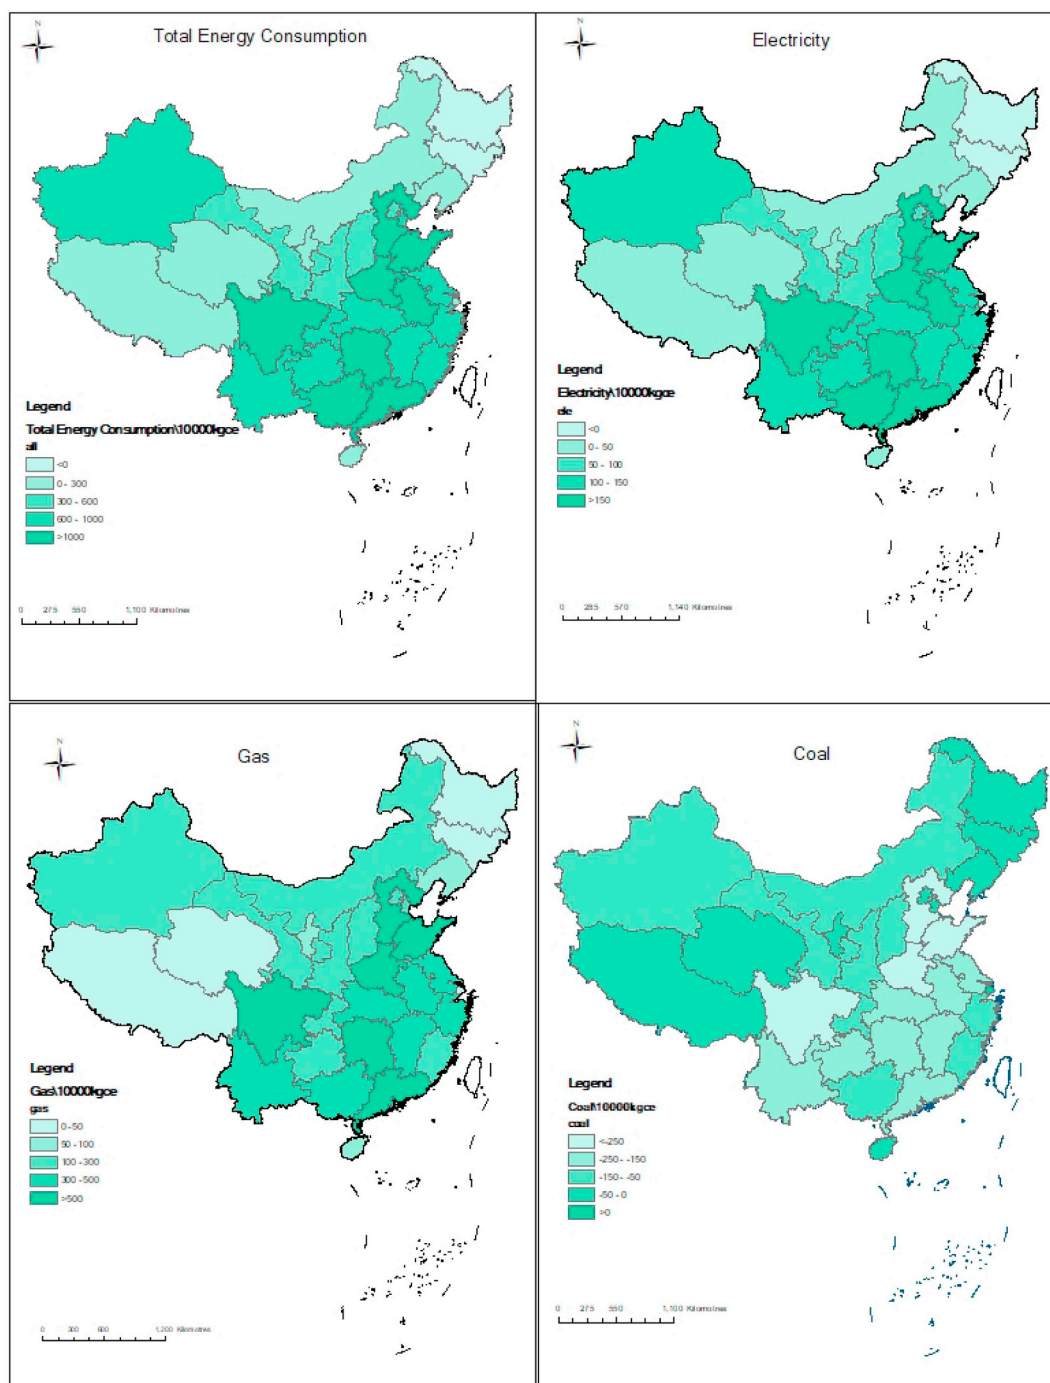 N
Total Energy Consumption
Legend
Total Energy Consumption\10000kgce
all
<0
0 - 300
300 - 600
600 - 1000
>1000
0 275 550 1,100 Kilometres
N
Electricity
Legend
Electricity\10000kgce
ele
<0
0 - 50
50 - 100
100 - 150
>150
0 285 570 1,140 Kilometres
N
Gas
Legend
Gas\10000kgce
gas
0 - 50
50 - 100
100 - 300
300 - 500
>500
0 300 600 1,200 Kilometres
N
Coal
Legend
Coal\10000kgce
coal
<-250
-250 - -150
-150 - -50
-50 - 0
>0
0 275 550 1,100 Kilometres